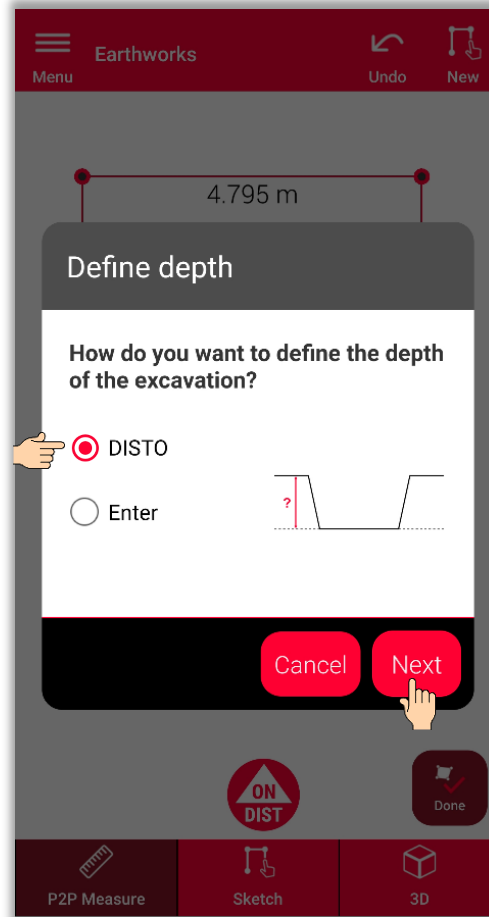 Earthworks
Menu
Undo
New
4.795 m
Define depth
How do you want to define the depth
of the excavation?
DISTO
Enter
?
Cancel
Next
ON
DIST
Done
P2P Measure
Sketch
3D